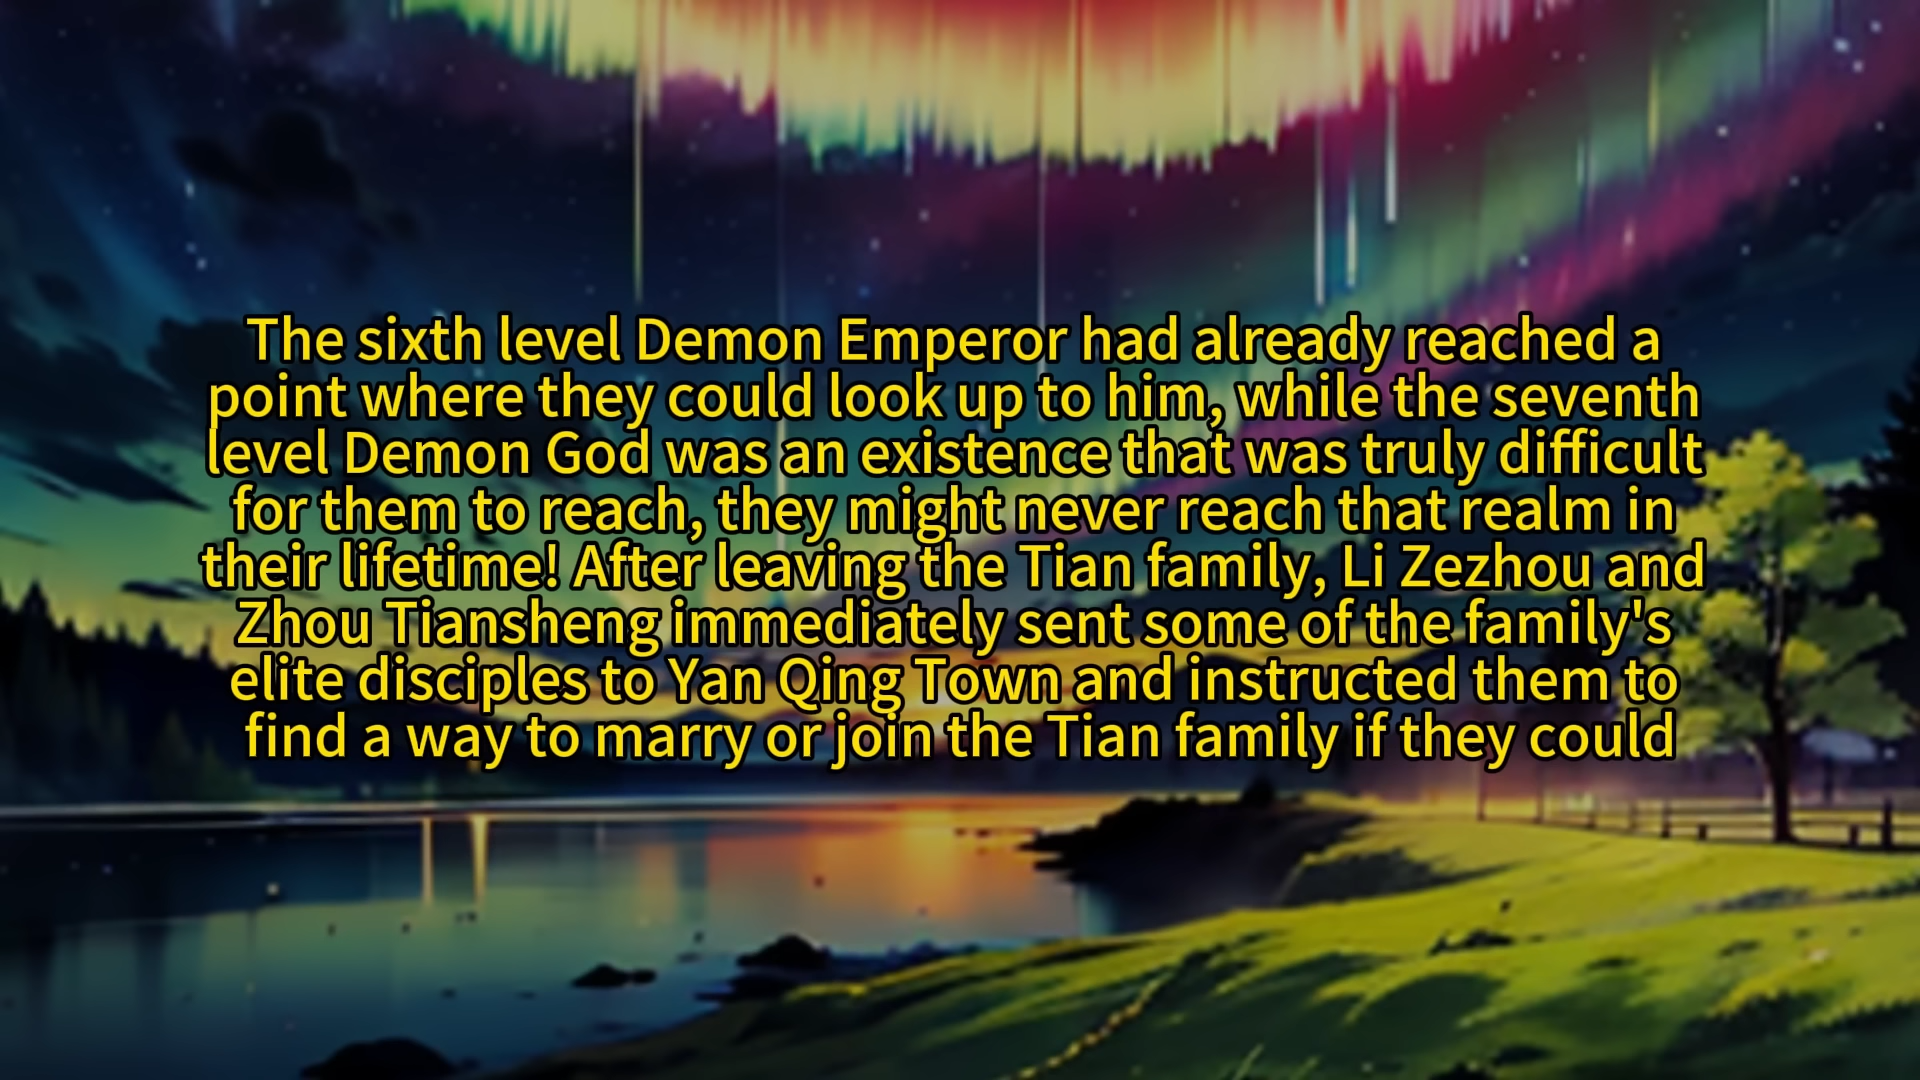 The sixth level Demon Emperor had already reached a
point where they could look up to him, while the seventh
level Demon God was an existence that was truly difficult
for them to reach, they might never reach that realm in
their lifetime! After leaving the Tian family, Li Zezhou and
Zhou Tiansheng immediately sent some of the family's
elite disciples to Yan Qing Town and instructed them to
find a way to marry or join the Tian family if they could